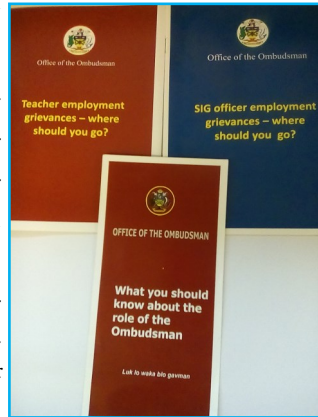 Office of the Ombudsman
Teacher employment
grievances – where
should you go?
Office of the Ombudsman
SIG officer employment
grievances – where
should you go?
OFFICE OF THE OMBUDSMAN
What you should
know about the
role of the
Ombudsman
Luk lo waka blo gavman